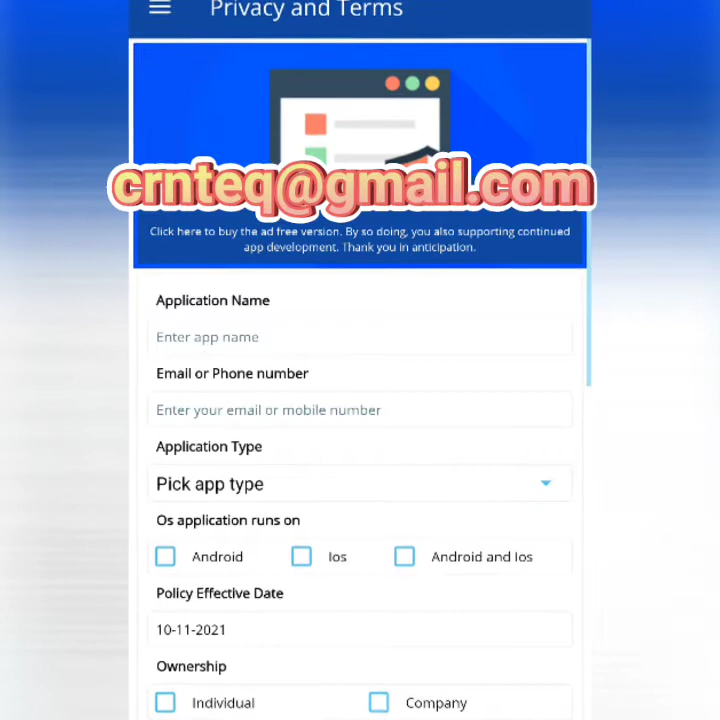 Privacy and Terms
crnteq@gmail.com
Click here to buy the ad free version. By so doing, you also supporting continued
app development. Thank you in anticipation.
Application Name
Enter app name
Email or Phone number
Enter your email or mobile number
Application Type
Pick app type
Os application runs on
Android Ios Android and Ios
Policy Effective Date
10-11-2021
Ownership
Individual Company